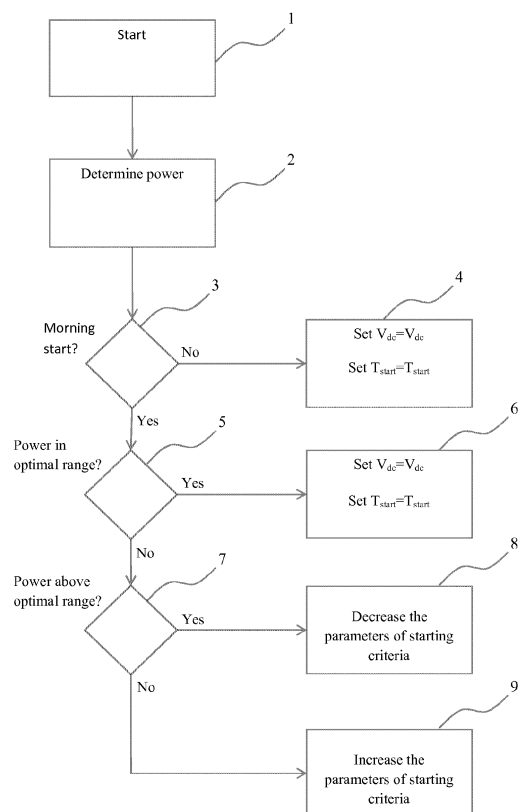 1
Start
2
Determine power
3
4
Morning
start?
Set Vdc=Vdc
No
Set Tstart=Tstart
Yes
5
6
Power in
optimal range?
Set Vdc=Vdc
Yes
Set Tstart=Tstart
No
7
8
Power above
optimal range?
Yes
Decrease the
parameters of starting
criteria
No
9
Increase the
parameters of starting
criteria